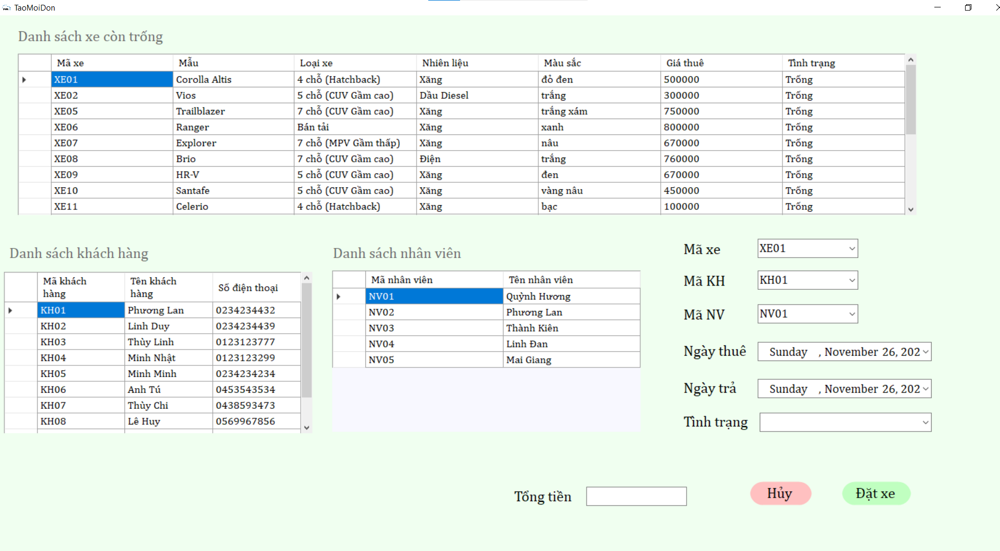 TaoMoiDon
Danh sách xe còn trống
Mã xe Mẫu Loại xe Nhiên liệu Màu sắc Giá thuê Tình trạng
XE01 Corolla Altis 4 chỗ (Hatchback) Xăng đỏ đen 500000 Trống
XE02 Vios 5 chỗ (CUV Gầm cao) Dầu Diesel trắng 300000 Trống
XE05 Trailblazer 7 chỗ (CUV Gầm cao) Xăng trắng xám 750000 Trống
XE06 Ranger Bán tải Xăng xanh 800000 Trống
XE07 Explorer 7 chỗ (MPV Gầm thấp) Xăng nâu 670000 Trống
XE08 Brio 7 chỗ (CUV Gầm cao) Điện trắng 760000 Trống
XE09 HR-V 5 chỗ (CUV Gầm cao) Xăng đen 670000 Trống
XE10 Santafe 5 chỗ (CUV Gầm cao) Xăng vàng nâu 450000 Trống
XE11 Celerio 4 chỗ (Hatchback) Xăng bạc 100000 Trống
Danh sách khách hàng
Mã khách hàng Tên khách hàng Số điện thoại
KH01 Phương Lan 0234234432
KH02 Linh Duy 0234234439
KH03 Thùy Linh 0123123777
KH04 Minh Nhật 0123123299
KH05 Minh Minh 0234234234
KH06 Anh Tú 0453543534
KH07 Thùy Chi 0438593473
KH08 Lê Huy 0569967856
Danh sách nhân viên
Mã nhân viên Tên nhân viên
NV01 Quỳnh Hương
NV02 Phương Lan
NV03 Thành Kiên
NV04 Linh Đan
NV05 Mai Giang
Mã xe XE01
Mã KH KH01
Mã NV NV01
Ngày thuê Sunday , November 26, 202
Ngày trả Sunday , November 26, 202
Tình trạng
Tổng tiền
Hủy
Đặt xe